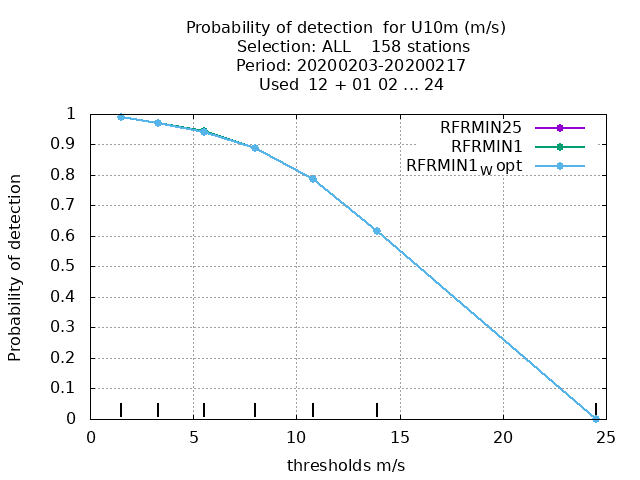 Probability of detection for U10m (m/s)
Selection: ALL 158 stations
Period: 20200203-20200217
Used 12 + 01 02 ... 24
RFRMIN25
RFRMIN1
RFRMIN1W opt
Probability of detection
1
0.9
0.8
0.7
0.6
0.5
0.4
0.3
0.2
0.1
0
0 5 10 15 20 25
thresholds m/s